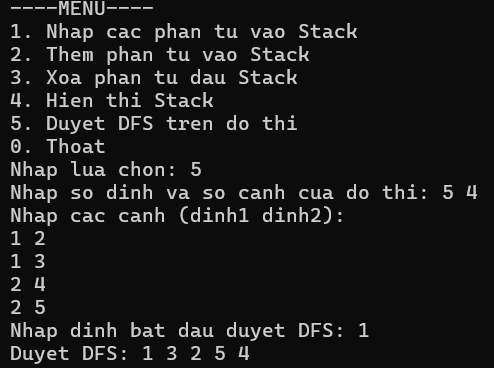 ----MENU----
1. Nhap cac phan tu vao Stack
2. Them phan tu vao Stack
3. Xoa phan tu dau Stack
4. Hien thi Stack
5. Duyet DFS tren do thi
0. Thoat
Nhap lua chon: 5
Nhap so dinh va so canh cua do thi: 5 4
Nhap cac canh (dinh1 dinh2):
1 2
1 3
2 4
2 5
Nhap dinh bat dau duyet DFS: 1
Duyet DFS: 1 3 2 5 4